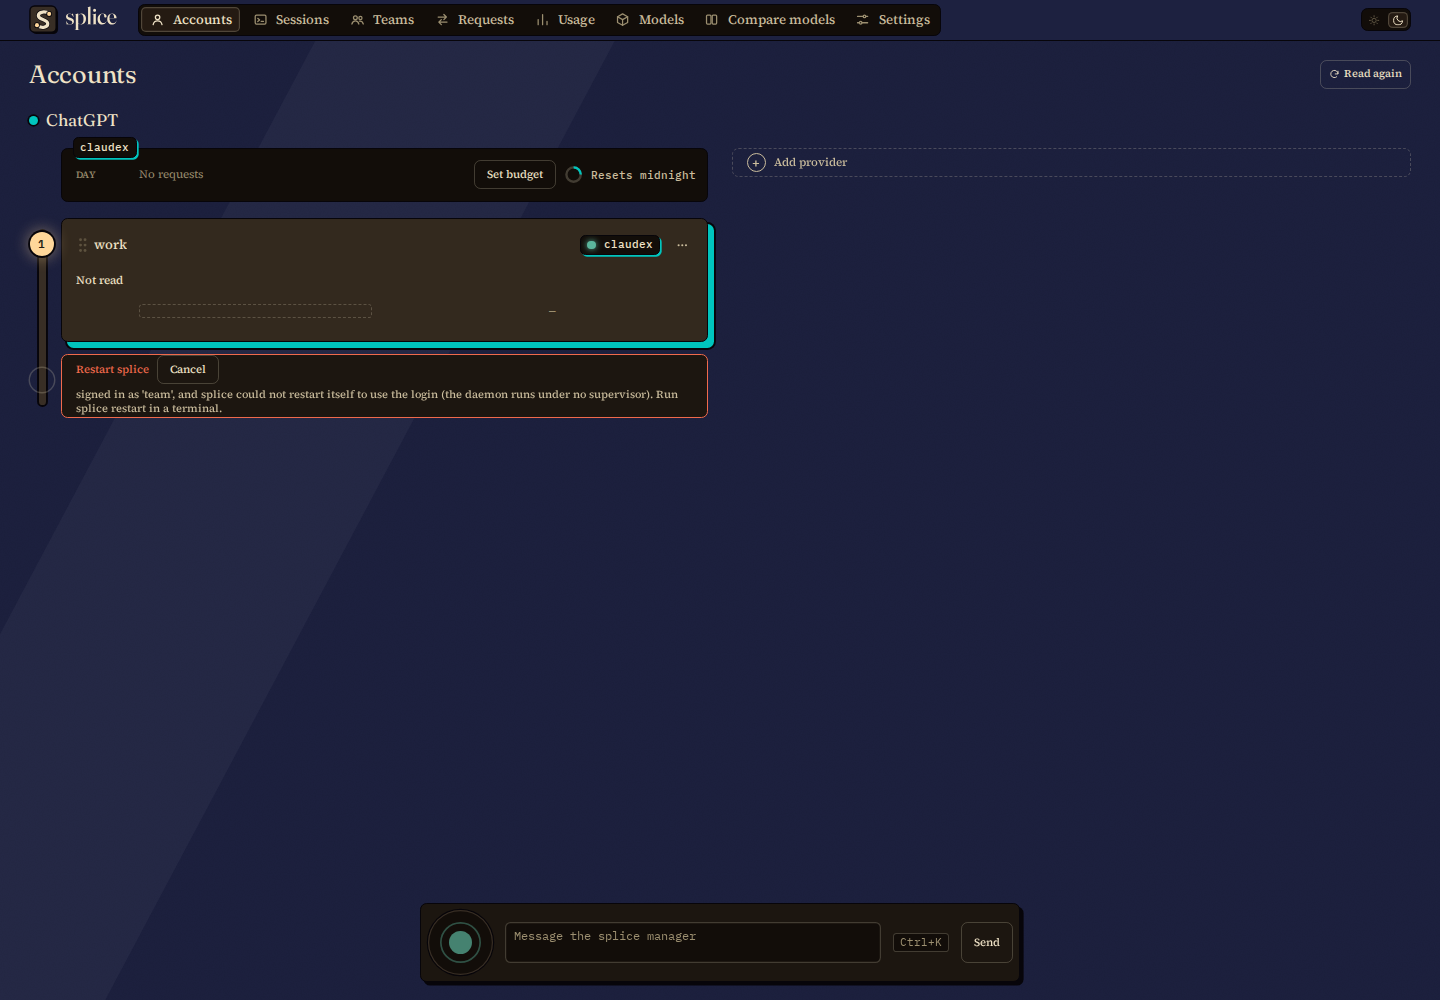 splice
Accounts
Sessions
Teams
Requests
Usage
Models
Compare models
Settings
Accounts
Read again
ChatGPT
claudex
DAY
No requests
Set budget
Resets midnight
Add provider
1
work
claudex
...
Not read
—
Restart splice
Cancel
signed in as 'team', and splice could not restart itself to use the login (the daemon runs under no supervisor). Run
splice restart in a terminal.
Message the splice manager
Ctrl+K
Send